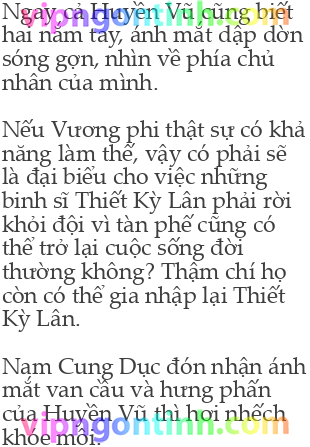 Ngay cả Huyền Vũ cũng biết
hai nắm tay, ánh mắt dập dờn
sóng gợn, nhìn về phía chủ
nhân của mình.
Nếu Vương phi thật sự có khả
năng làm thế, vậy có phải sẽ
là đại biểu cho việc những
binh sĩ Thiết Kỳ Lân phải rời
khỏi đội vì tàn phế cũng có
thể trở lại cuộc sống đời
thường không? Thậm chí họ
còn có thể gia nhập lại Thiết
Kỳ Lân.
Nam Cung Dục đón nhận ánh
mắt van cầu và hưng phấn
của Huyền Vũ thì hơi nhếch
khóe môi.
vipngontinh.com
vipngontinh.com